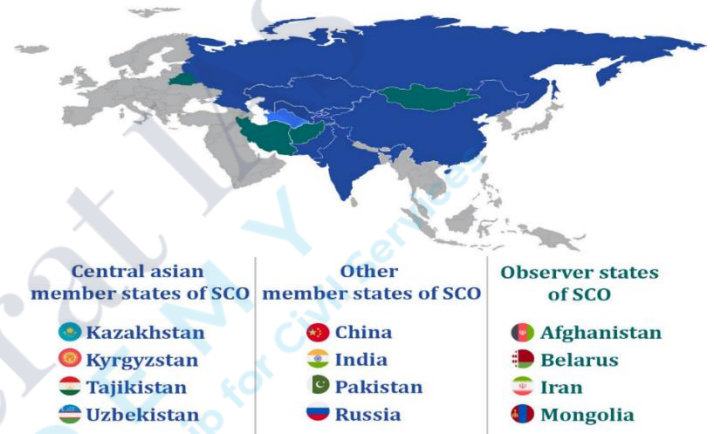 Central asian
member states of SCO
Kazakhstan
Kyrgyzstan
Tajikistan
Uzbekistan
Other
member states of SCO
China
India
Pakistan
Russia
Observer states
of SCO
Afghanistan
Belarus
Iran
Mongolia